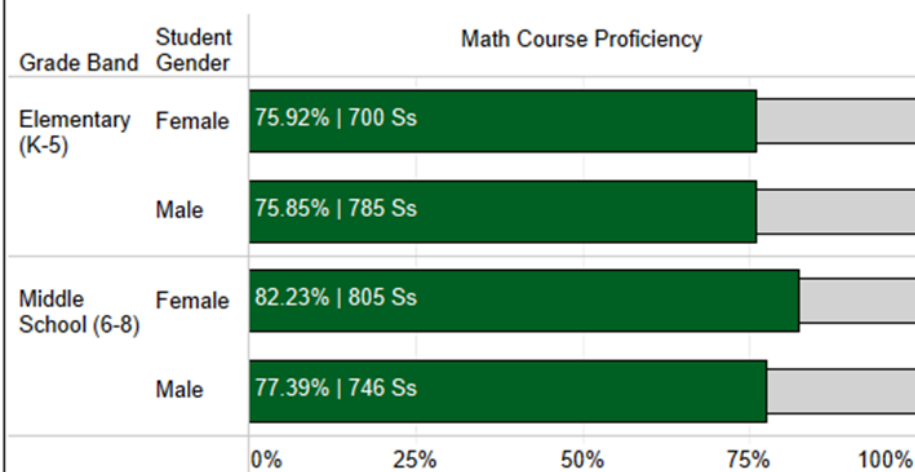 Grade Band
Student
Gender
Math Course Proficiency
Elementary
(K-5)
Female
75.92% | 700 Ss
Male
75.85% | 785 Ss
Middle
School (6-8)
Female
82.23% | 805 Ss
Male
77.39% | 746 Ss
0% 25% 50% 75% 100%